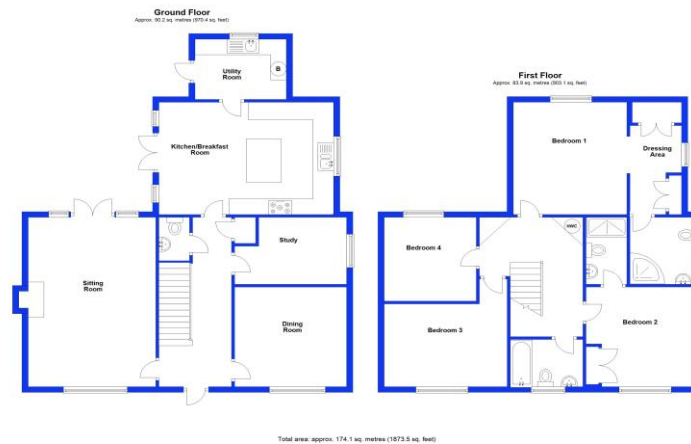 Ground Floor
Approx. 90.2 sq. metres (970.4 sq. feet)
Utility
Room
B
Kitchen/Breakfast
Room
Study
Sitting
Room
Dining
Room
First Floor
Approx. 83.9 sq. metres (903.1 sq. feet)
Bedroom 1
Dressing
Area
HWC
Bedroom 4
Bedroom 3
Bedroom 2
Total area: approx. 174.1 sq. metres (1873.5 sq. feet)